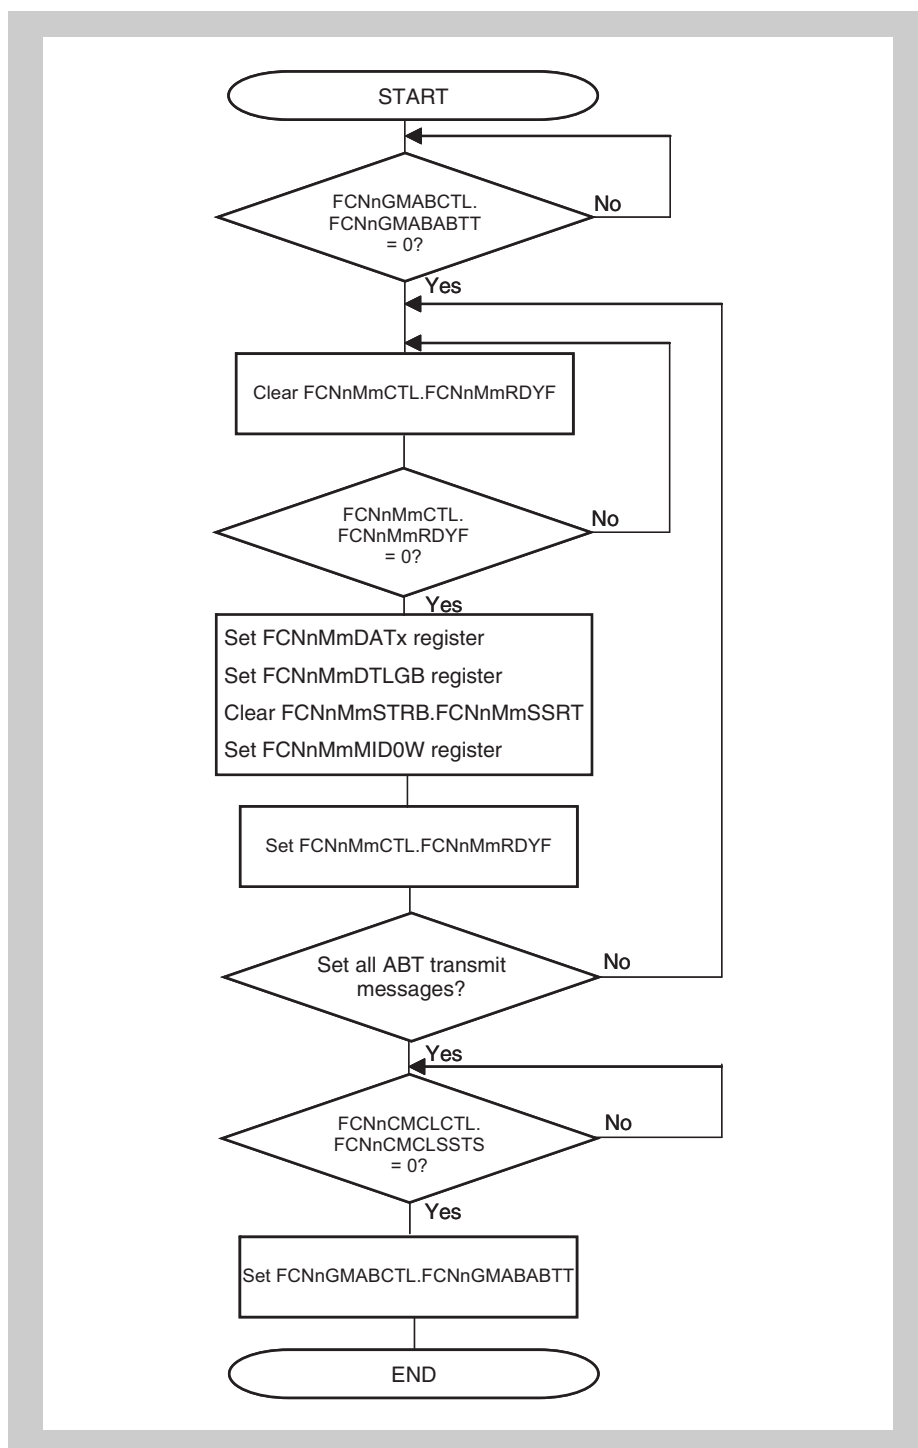 START
FCNnGMABCTL.
FCNnGMABABTT
= 0?
No
Yes
Clear FCNnMmCTL.FCNnMmRDYF
FCNnMmCTL.
FCNnMmRDYF
= 0?
No
Yes
Set FCNnMmDATx register
Set FCNnMmDTLGB register
Clear FCNnMmSTRB.FCNnMmSSRT
Set FCNnMmMID0W register
Set FCNnMmCTL.FCNnMmRDYF
Set all ABT transmit
messages?
No
Yes
FCNnCMCLCTL.
FCNnCMCLSSTS
= 0?
No
Yes
Set FCNnGMABCTL.FCNnGMABABTT
END